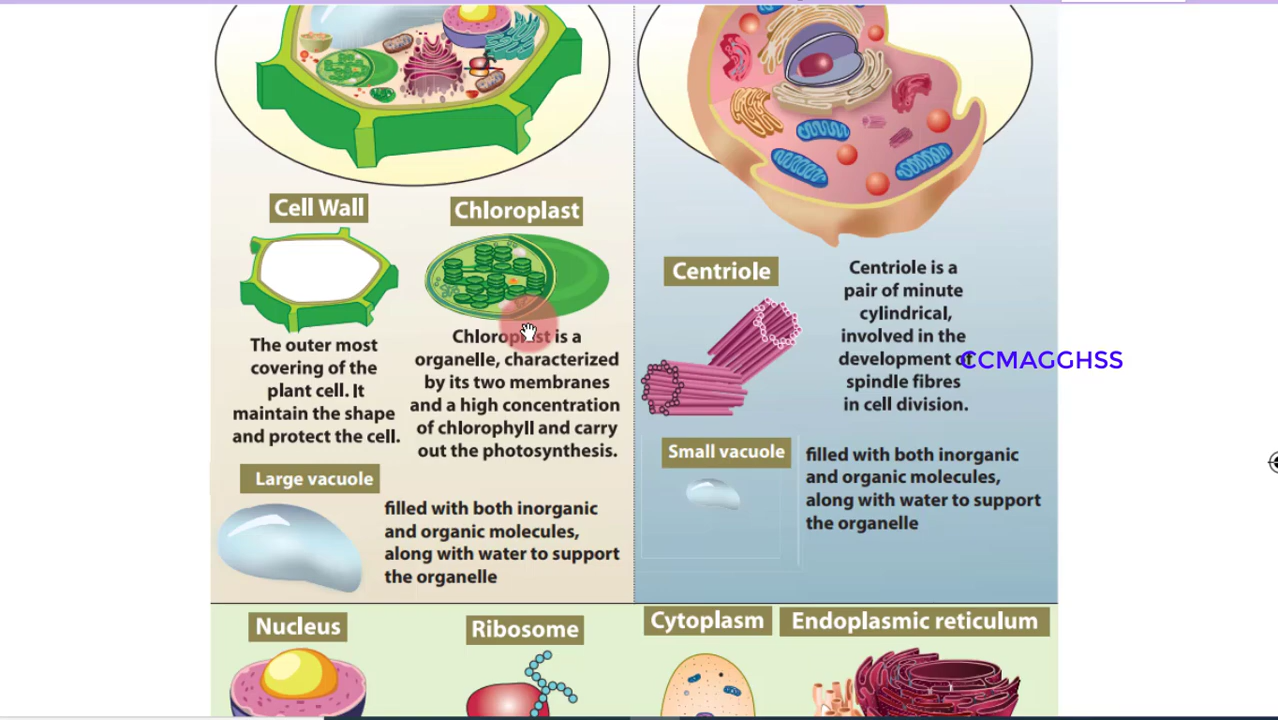 Cell Wall
The outer most
covering of the
plant cell. It
maintain the shape
and protect the cell.
Chloroplast
Chloroplast is a
organelle, characterized
by its two membranes
and a high concentration
of chlorophyll and carry
out the photosynthesis.
Large vacuole
filled with both inorganic
and organic molecules,
along with water to support
the organelle
Centriole
Centriole is a
pair of minute
cylindrical,
involved in the
development of
spindle fibres
in cell division.
CCMAGGHSS
Small vacuole
filled with both inorganic
and organic molecules,
along with water to support
the organelle
Nucleus
Ribosome
Cytoplasm
Endoplasmic reticulum